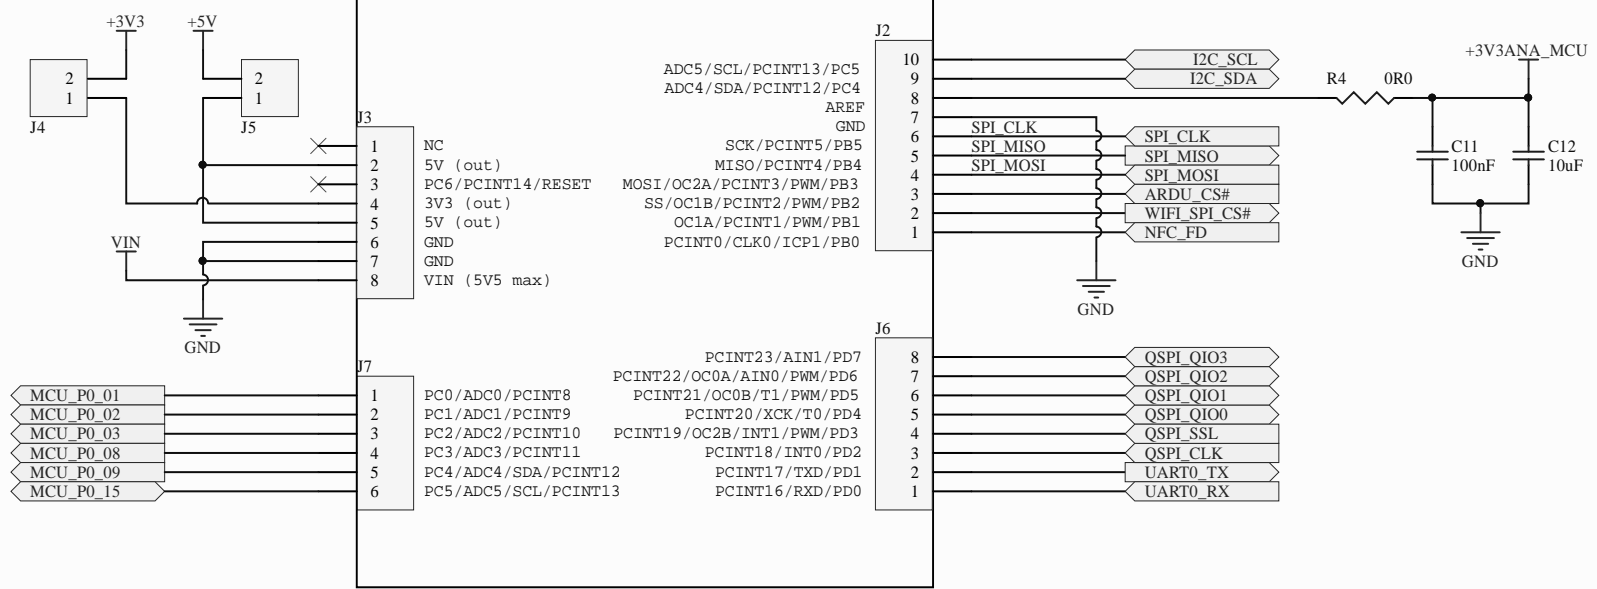 +3V3
+5V
2
1
J4
2
1
J5
J3
1 NC
2 5V (out)
3 PC6/PCINT14/RESET
4 3V3 (out)
5 5V (out)
6 GND
7 GND
8 VIN (5V5 max)
VIN
GND
J2
ADC5/SCL/PCINT13/PC5 10 I2C_SCL
ADC4/SDA/PCINT12/PC4 9 I2C_SDA
AREF 8
GND 7
SCK/PCINT5/PB5 6 SPI_CLK SPI_CLK
MISO/PCINT4/PB4 5 SPI_MISO SPI_MISO
MOSI/OC2A/PCINT3/PWM/PB3 4 SPI_MOSI SPI_MOSI
SS/OC1B/PCINT2/PWM/PB2 3 ARDU_CS#
OC1A/PCINT1/PWM/PB1 2 WIFI_SPI_CS#
PCINT0/CLK0/ICP1/PB0 1 NFC_FD
GND
R4 0R0
+3V3ANA_MCU
C11
100nF
C12
10uF
GND
J7
MCU_P0_01 1 PC0/ADC0/PCINT8
MCU_P0_02 2 PC1/ADC1/PCINT9
MCU_P0_03 3 PC2/ADC2/PCINT10
MCU_P0_08 4 PC3/ADC3/PCINT11
MCU_P0_09 5 PC4/ADC4/SDA/PCINT12
MCU_P0_15 6 PC5/ADC5/SCL/PCINT13
J6
PCINT23/AIN1/PD7 8 QSPI_QIO3
PCINT22/OC0A/AIN0/PWM/PD6 7 QSPI_QIO2
PCINT21/OC0B/T1/PWM/PD5 6 QSPI_QIO1
PCINT20/XCK/T0/PD4 5 QSPI_QIO0
PCINT19/OC2B/INT1/PWM/PD3 4 QSPI_SSL
PCINT18/INT0/PD2 3 QSPI_CLK
PCINT17/TXD/PD1 2 UART0_TX
PCINT16/RXD/PD0 1 UART0_RX